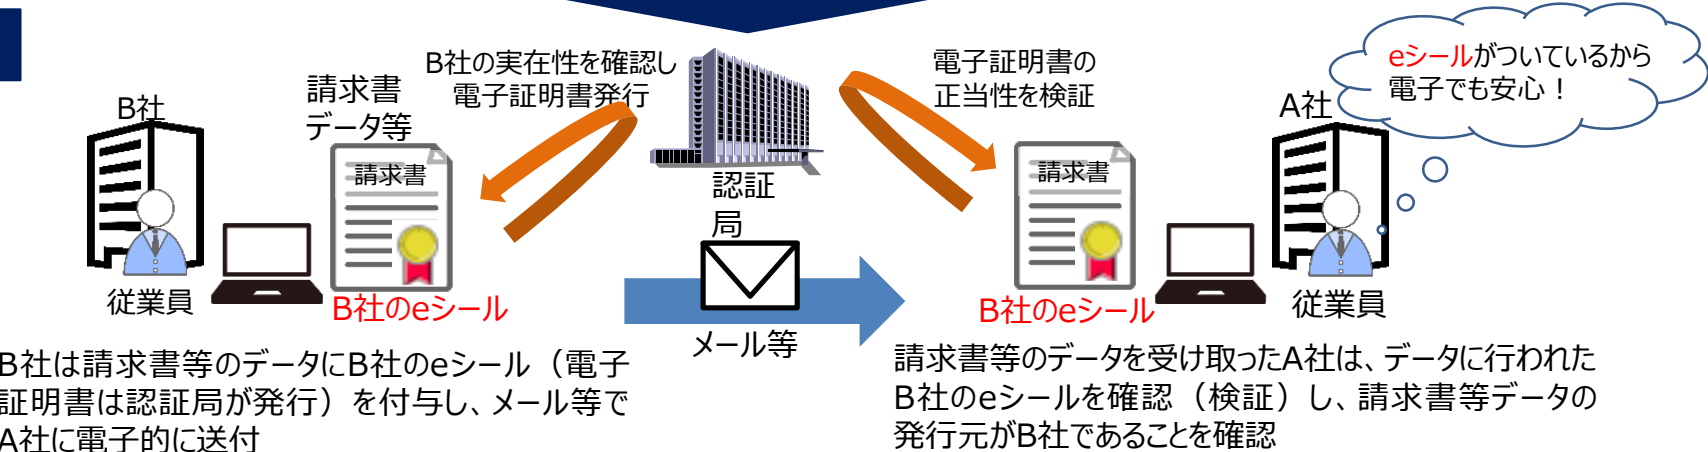 B社の実在性を確認し
電子証明書発行
電子証明書の
正当性を検証
eシールがついているから
電子でも安心！
B社
請求書
データ等
請求書
認証
局
請求書
A社
従業員
B社のeシール
メール等
B社のeシール
従業員
B社は請求書等のデータにB社のeシール（電子
証明書は認証局が発行）を付与し、メール等で
A社に電子的に送付
請求書等のデータを受け取ったA社は、データに行われた
B社のeシールを確認（検証）し、請求書等データの
発行元がB社であることを確認